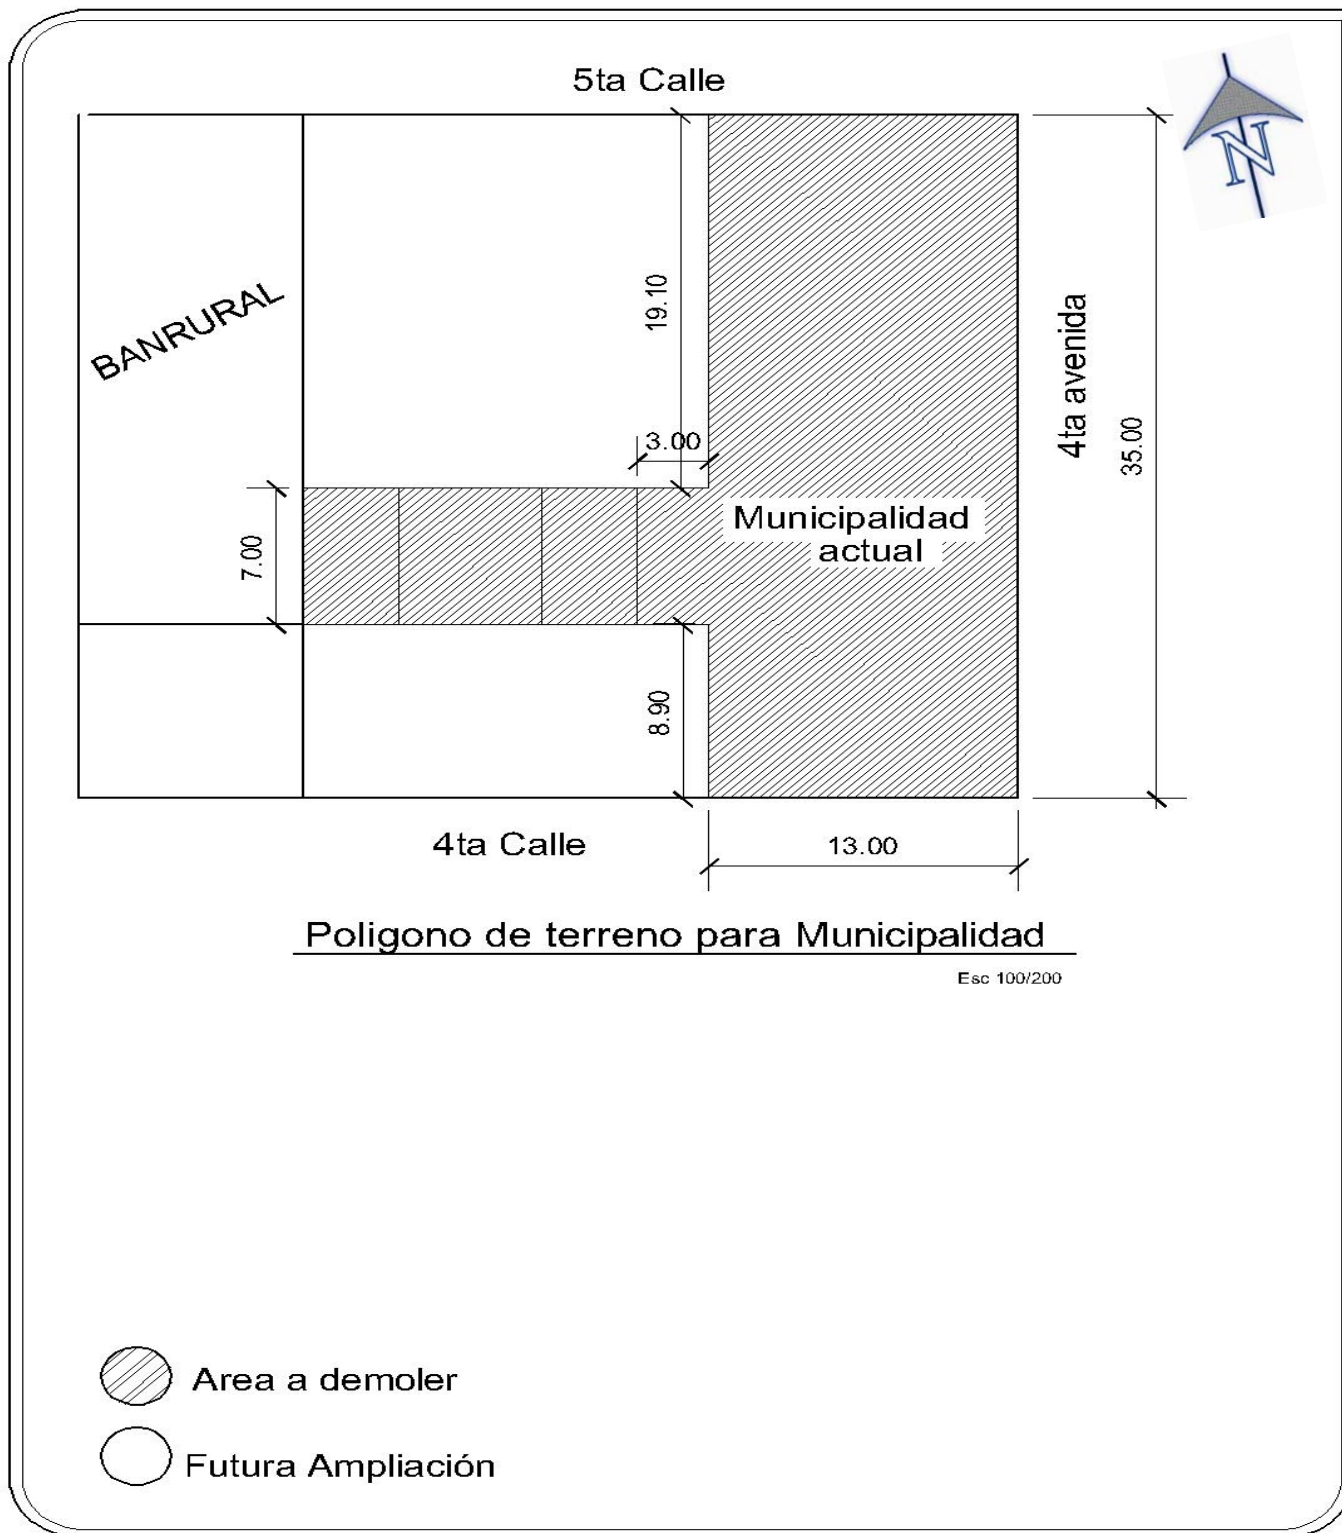 5ta Calle
N
BANRURAL
19.10
4ta avenida
35.00
3.00
Municipalidad
actual
7.00
8.90
4ta Calle
13.00
Poligono de terreno para Municipalidad
Esc 100/200
Area a demoler
Futura Ampliación